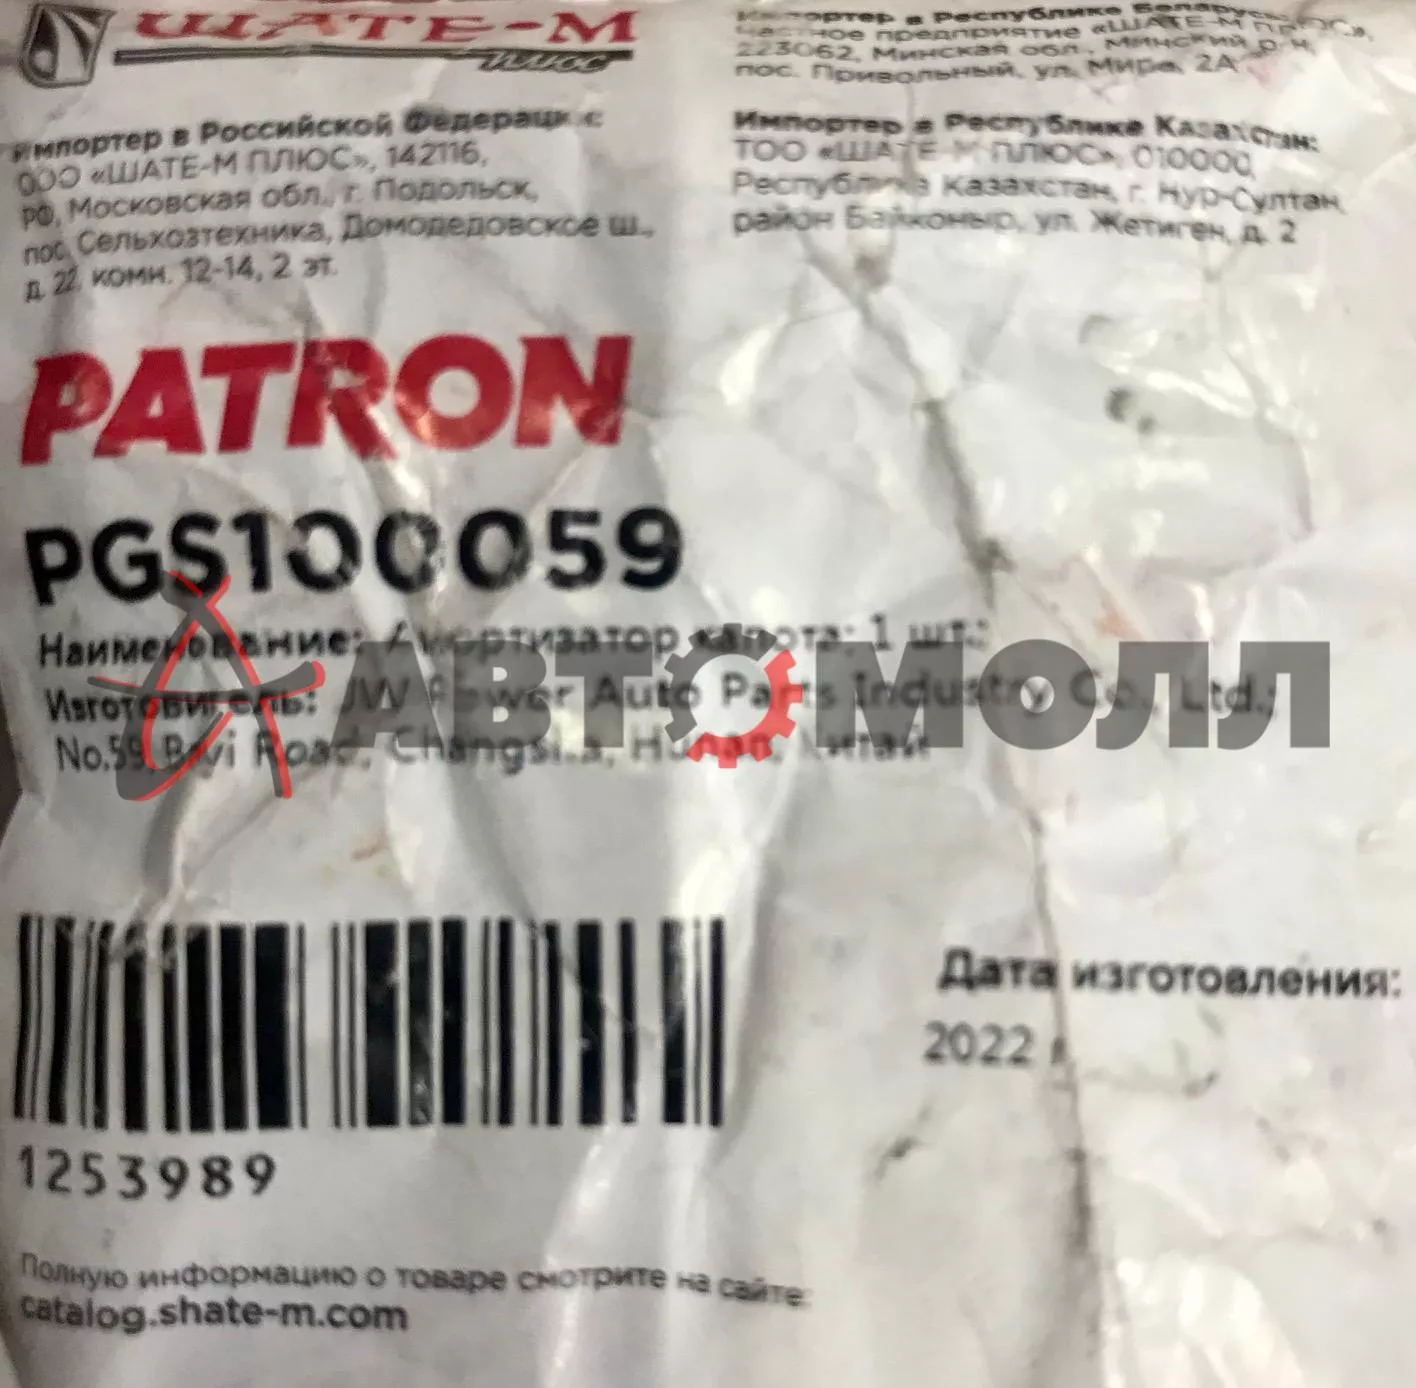 ШАТЕ-М
ПЛЮС
Импортер в Российской Федерации:
ООО «ШАТЕ-М ПЛЮС», 142116,
РФ, Московская обл., г. Подольск,
пос. Сельхозтехника, Домодедовское ш.,
д. 22, комн. 12-14, 2 эт.
Импортер в Республике Беларусь:
Частное предприятие «ШАТЕ-М ПЛЮС»,
223062, Минская обл., Минский р-н,
пос. Привольный, ул. Мира, 2А
Импортер в Республике Казахстан:
ТОО «ШАТЕ-М ПЛЮС», 010000,
Республика Казахстан, г. Нур-Султан,
район Байконыр, ул. Жетиген, д. 2
PATRON
PGS100059
Наименование: Амортизатор капота; 1 шт.;
Изготовитель: JW Power Auto Parts Industry Co., Ltd.;
No.59, Road, Changsha, Hunan, Китай
АВТОМОЛЛ
Дата изготовления:
2022 г.
1253989
Полную информацию о товаре смотрите на сайте:
catalog.shate-m.com